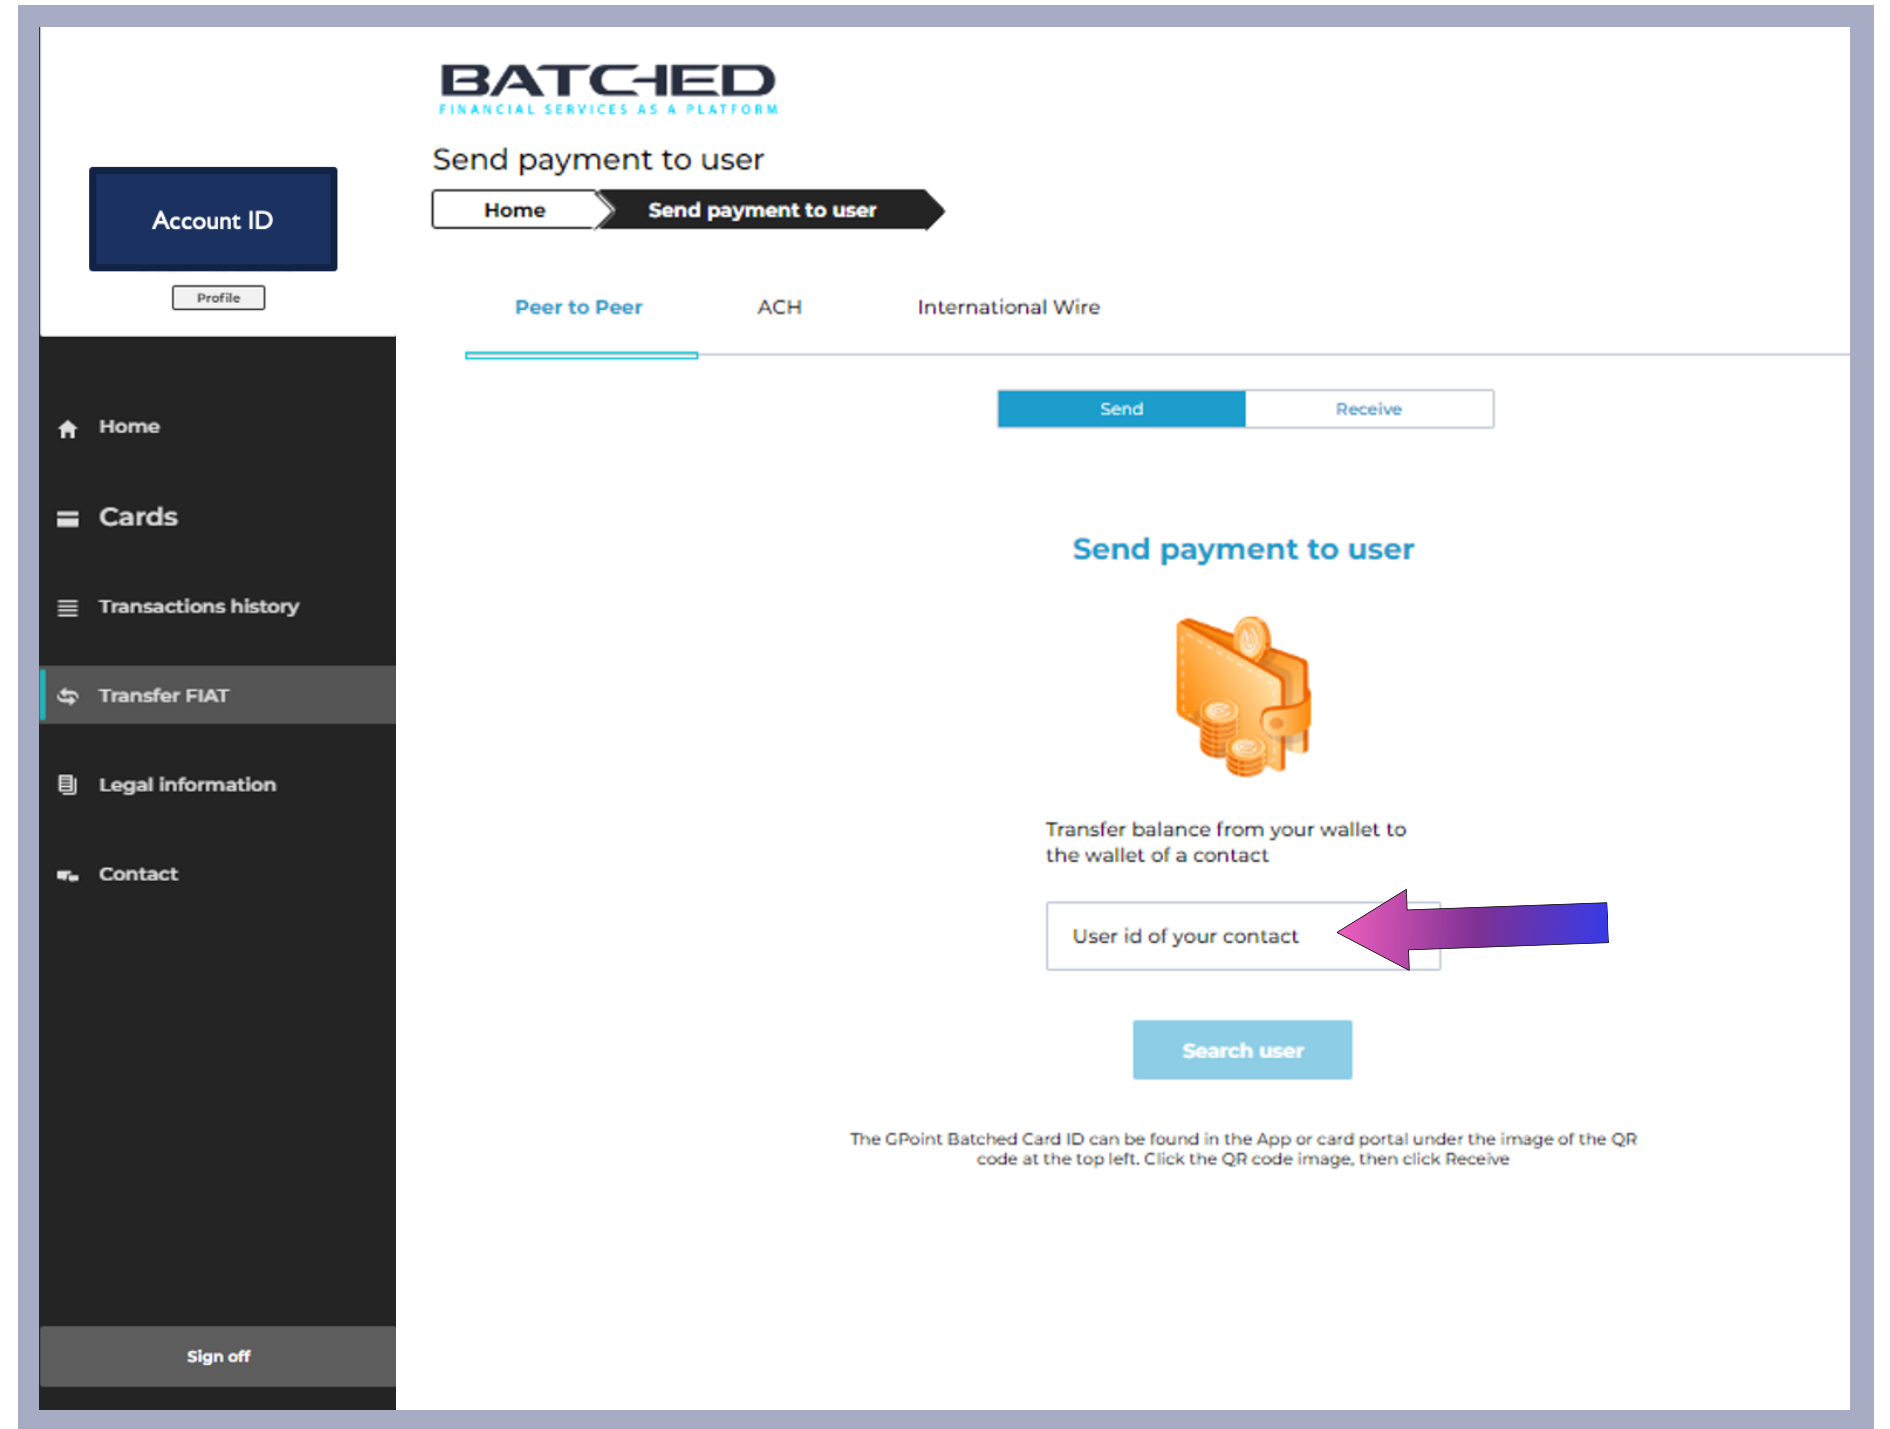 BATCHED
FINANCIAL SERVICES AS A PLATFORM
Send payment to user
Home
Send payment to user
Account ID
Profile
Peer to Peer
ACH
International Wire
Send
Receive
Home
Cards
Transactions history
Transfer FIAT
Legal information
Contact
Sign off
Send payment to user
Transfer balance from your wallet to
the wallet of a contact
User id of your contact
Search user
The GPoint Batched Card ID can be found in the App or card portal under the image of the QR
code at the top left. Click the QR code image, then click Receive